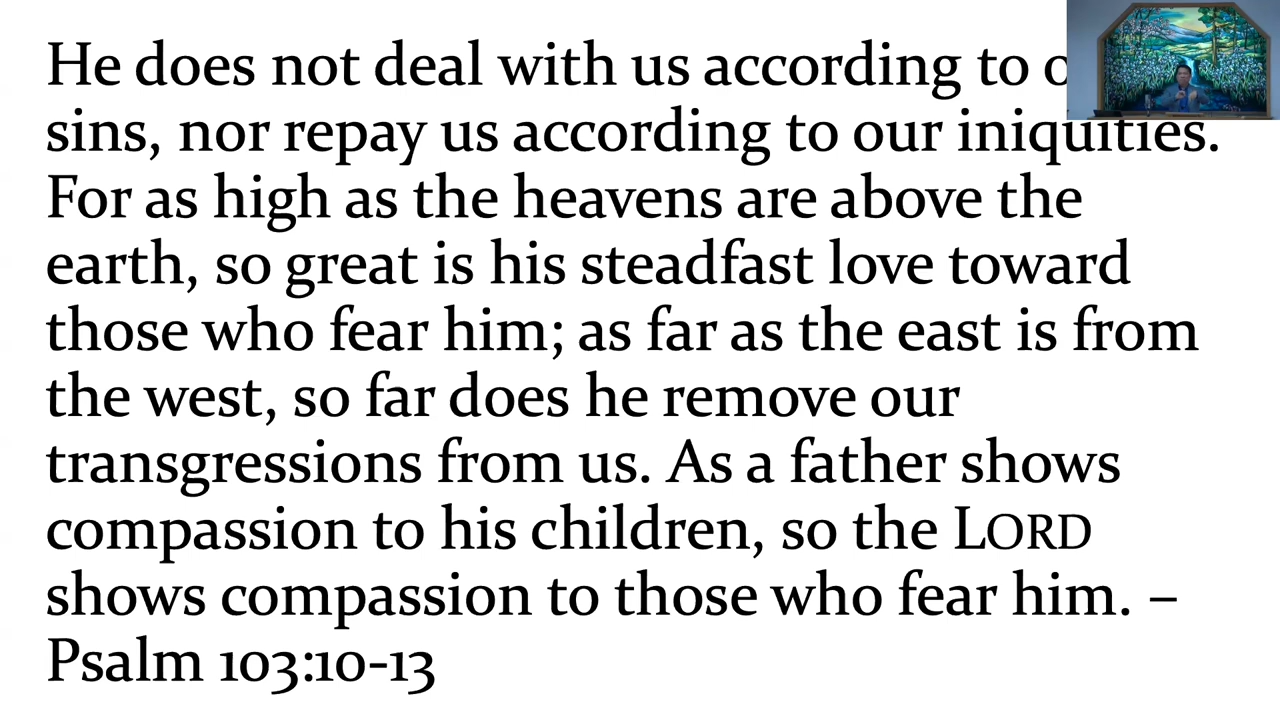 He does not deal with us according to
sins, nor repay us according to our iniquities.
For as high as the heavens are above the
earth, so great is his steadfast love toward
those who fear him; as far as the east is from
the west, so far does he remove our
transgressions from us. As a father shows
compassion to his children, so the LORD
shows compassion to those who fear him. –
Psalm 103:10-13